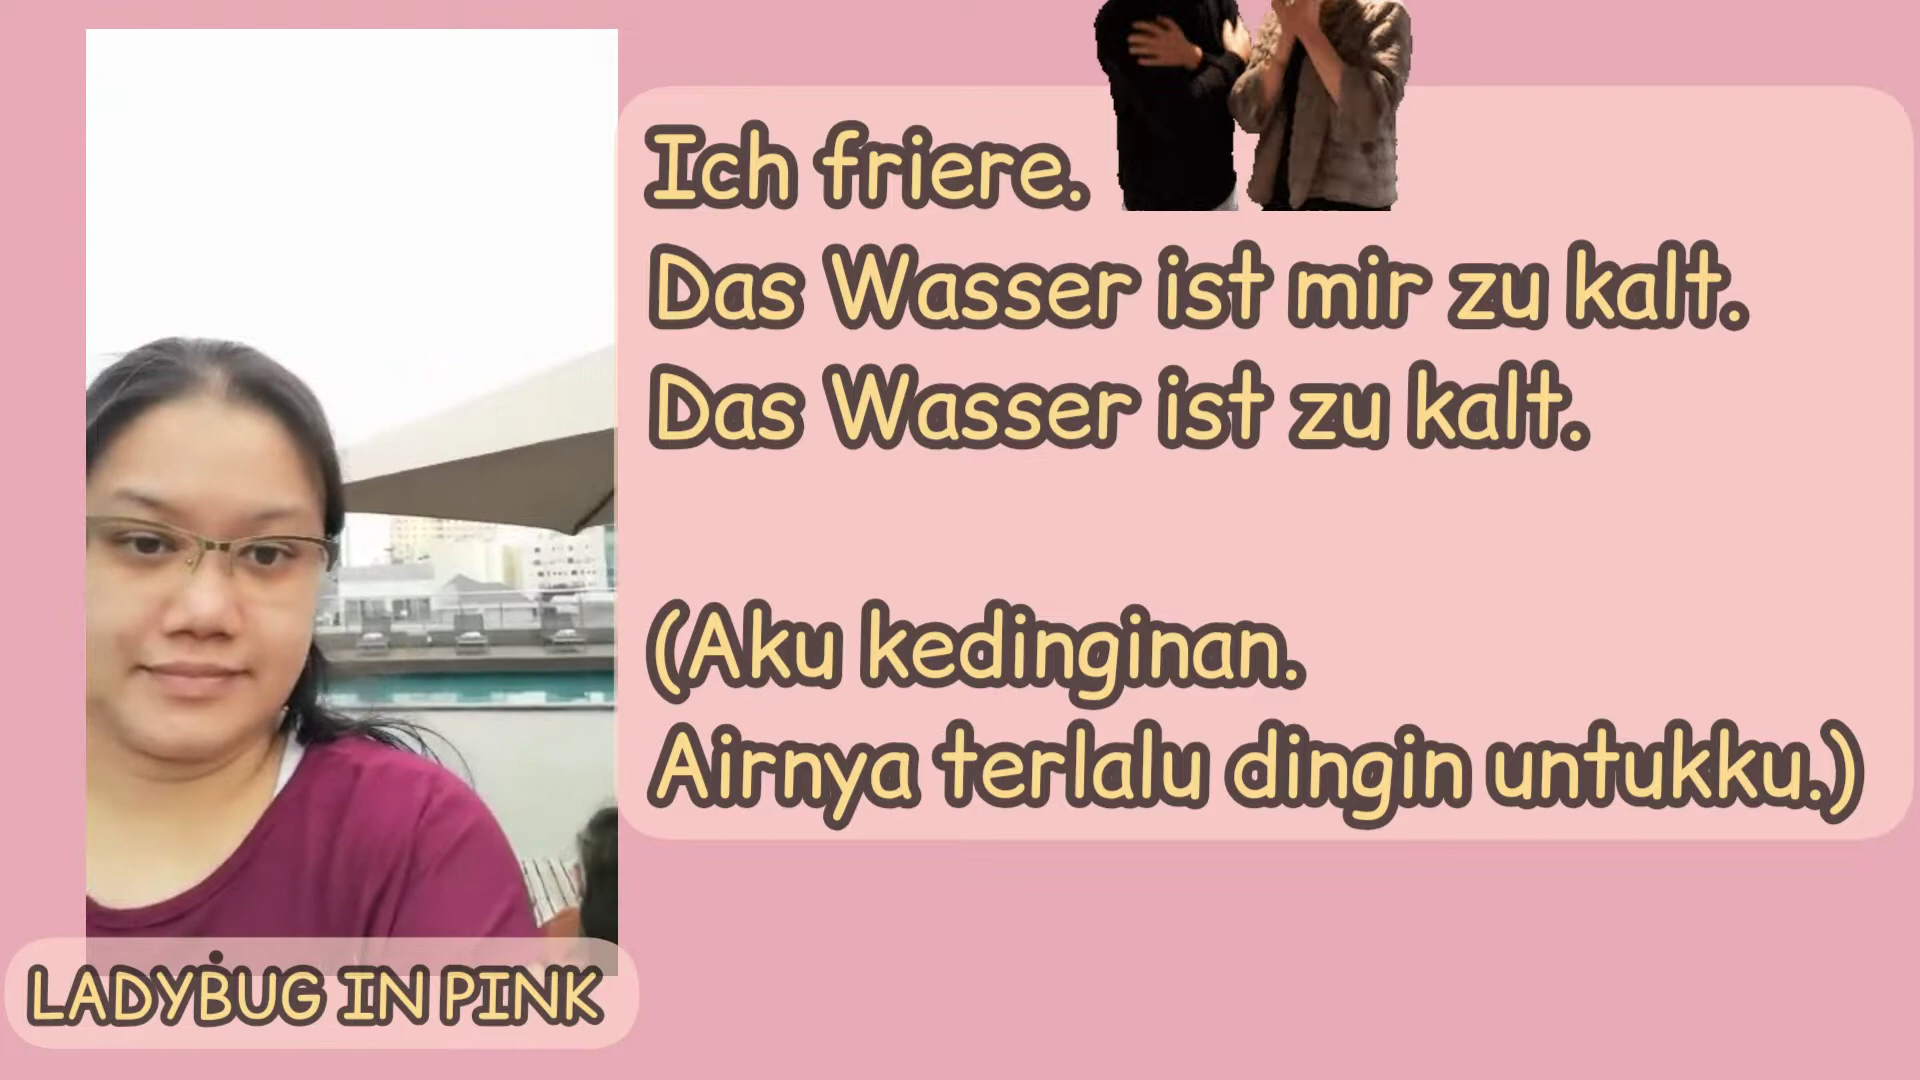 Ich friere.
Das Wasser ist mir zu kalt.
Das Wasser ist zu kalt.
(Aku kedinginan.
Airnya terlalu dingin untukku.)
LADYBUG IN PINK